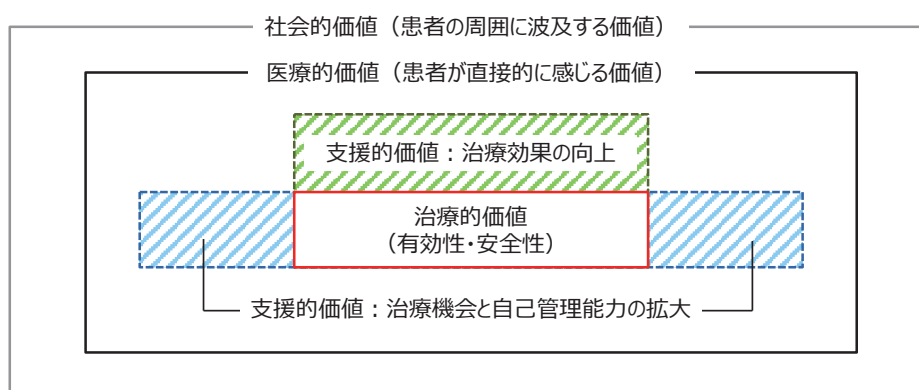 社会的価値（患者の周囲に波及する価値）
医療的価値（患者が直接的に感じる価値）
支援的価値：治療効果の向上
治療的価値
（有効性・安全性）
支援的価値：治療機会と自己管理能力の拡大